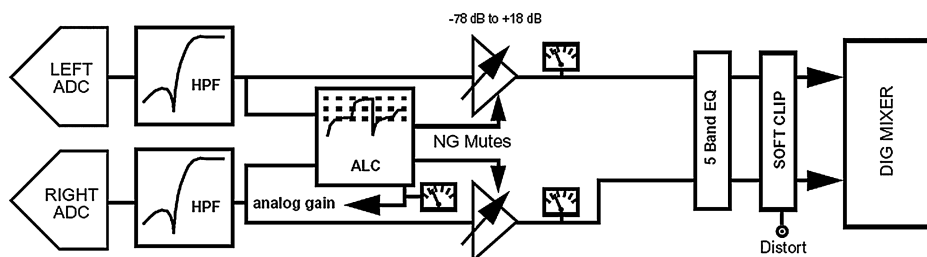 -78 dB to +18 dB
LEFT
ADC
HPF
NG Mutes
ALC
RIGHT
ADC
HPF
analog gain
5 Band EQ
SOFT CLIP
DIG MIXER
Distort